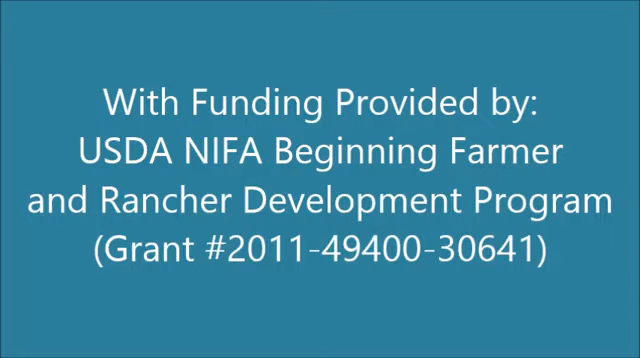 With Funding Provided by:
USDA NIFA Beginning Farmer
and Rancher Development Program
(Grant #2011-49400-30641)